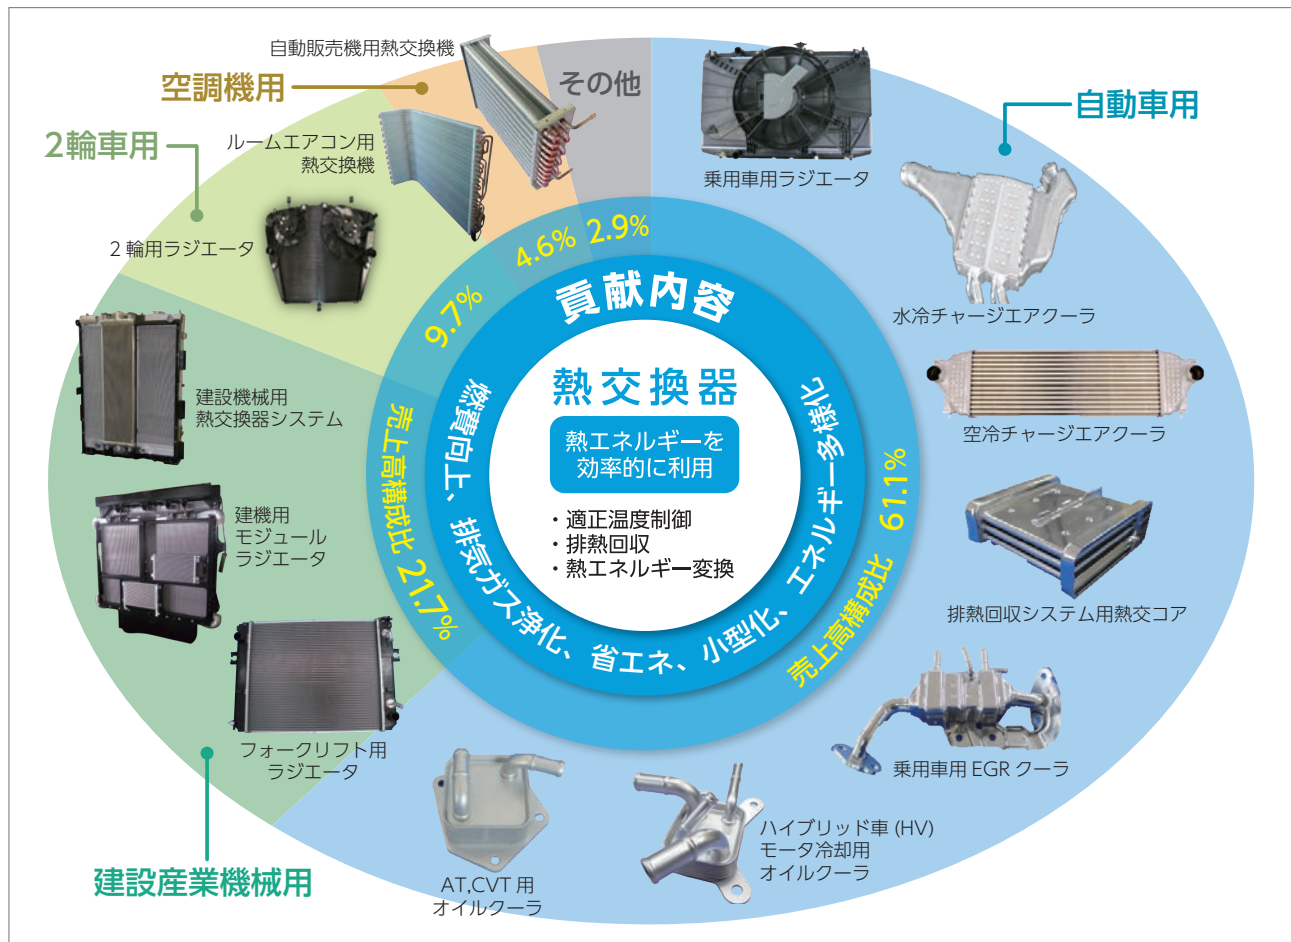 自動販売機用熱交換機
空調機用
その他
自動車用
2輪車用
ルームエアコン用
熱交換機
乗用車用ラジエータ
2 輪用ラジエータ
4.6%
2.9%
9.7%
貢献内容
水冷チャージエアクーラ
建設機械用
熱交換器システム
熱交換器
熱エネルギーを
効率的に利用
・適正温度制御
・排熱回収
・熱エネルギー変換
燃費向上、排気ガス浄化、省エネ、小型化、エネルギー多様化
売上高構成比 21.7%
売上高構成比 61.1%
空冷チャージエアクーラ
建機用
モジュール
ラジエータ
排熱回収システム用熱交コア
フォークリフト用
ラジエータ
乗用車用 EGR クーラ
ハイブリッド車 (HV)
モータ冷却用
オイルクーラ
建設産業機械用
AT,CVT 用
オイルクーラ